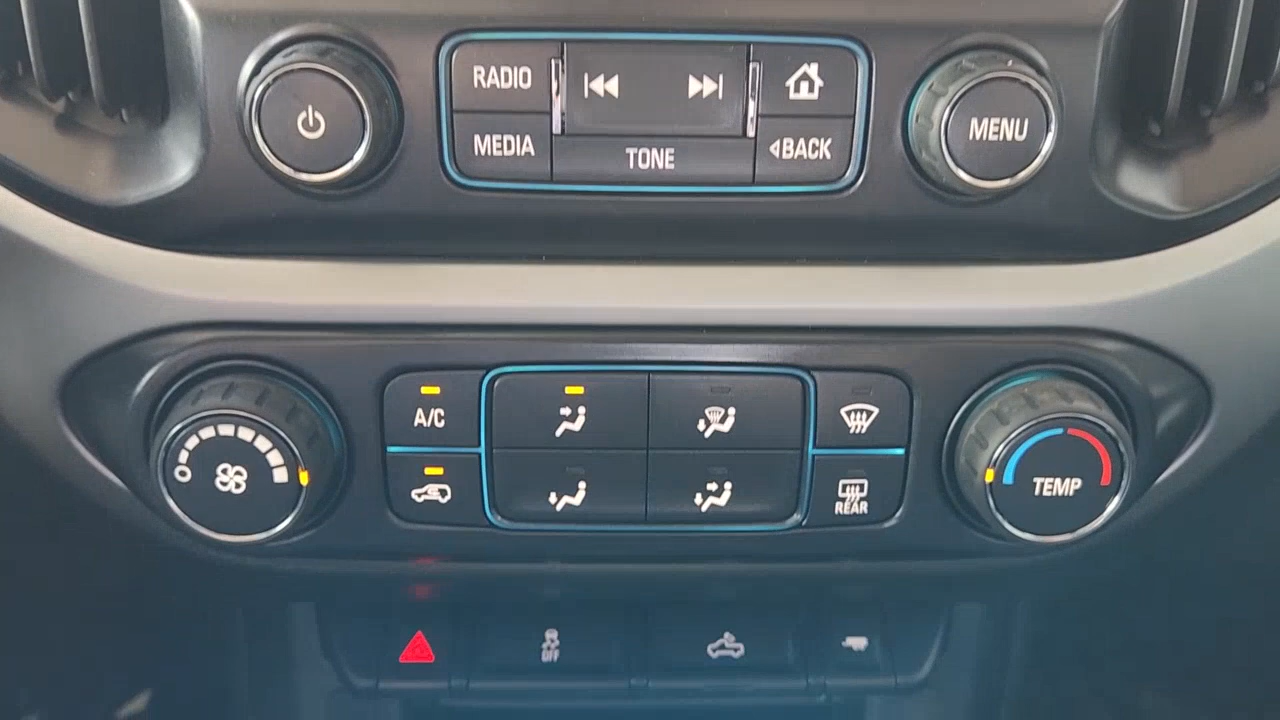 RADIO
MEDIA
TONE
BACK
MENU
A/C
REAR
TEMP
OFF